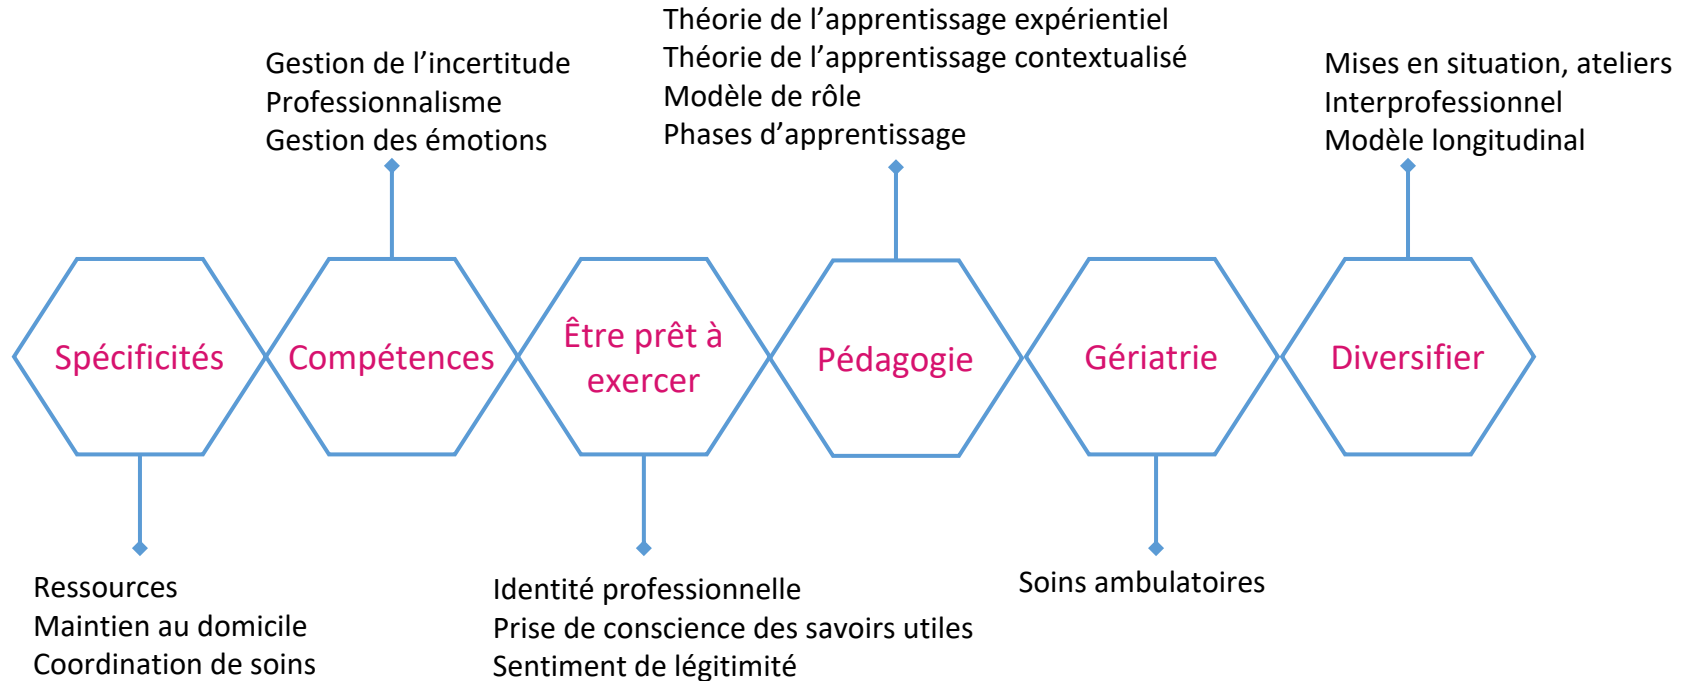 Gestion de l’incertitude
Professionnalisme
Gestion des émotions
Théorie de l’apprentissage expérientiel
Théorie de l’apprentissage contextualisé
Modèle de rôle
Phases d’apprentissage
Mises en situation, ateliers
Interprofessionnel
Modèle longitudinal
Spécificités
Compétences
Être prêt à
exercer
Pédagogie
Gériatrie
Diversifier
Ressources
Maintien au domicile
Coordination de soins
Identité professionnelle
Prise de conscience des savoirs utiles
Sentiment de légitimité
Soins ambulatoires